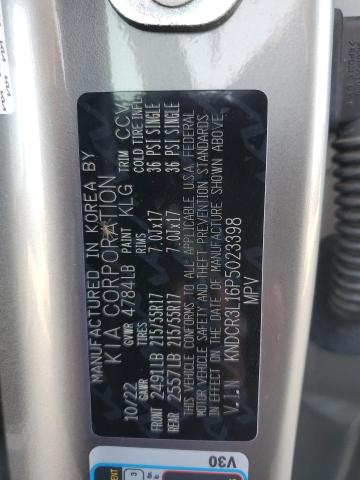 MANUFACTURED IN KOREA BY
KIA CORPORATION
10/22 GVWR 4784LB PAINT KLG TRIM CCV
GAWR TIRES RIMS COLD TIRE INFL
FRONT 2491LB 215/55R17 7.0Jx17 36 PSI SINGLE
REAR 2557LB 215/55R17 7.0Jx17 36 PSI SINGLE
THIS VEHICLE CONFORMS TO ALL APPLICABLE U.S.A. FEDERAL
MOTOR VEHICLE SAFETY AND THEFT PREVENTION STANDARDS
IN EFFECT ON THE DATE OF MANUFACTURE SHOWN ABOVE.
V.I.N KNDCR3L16P5023398
MPV
V30